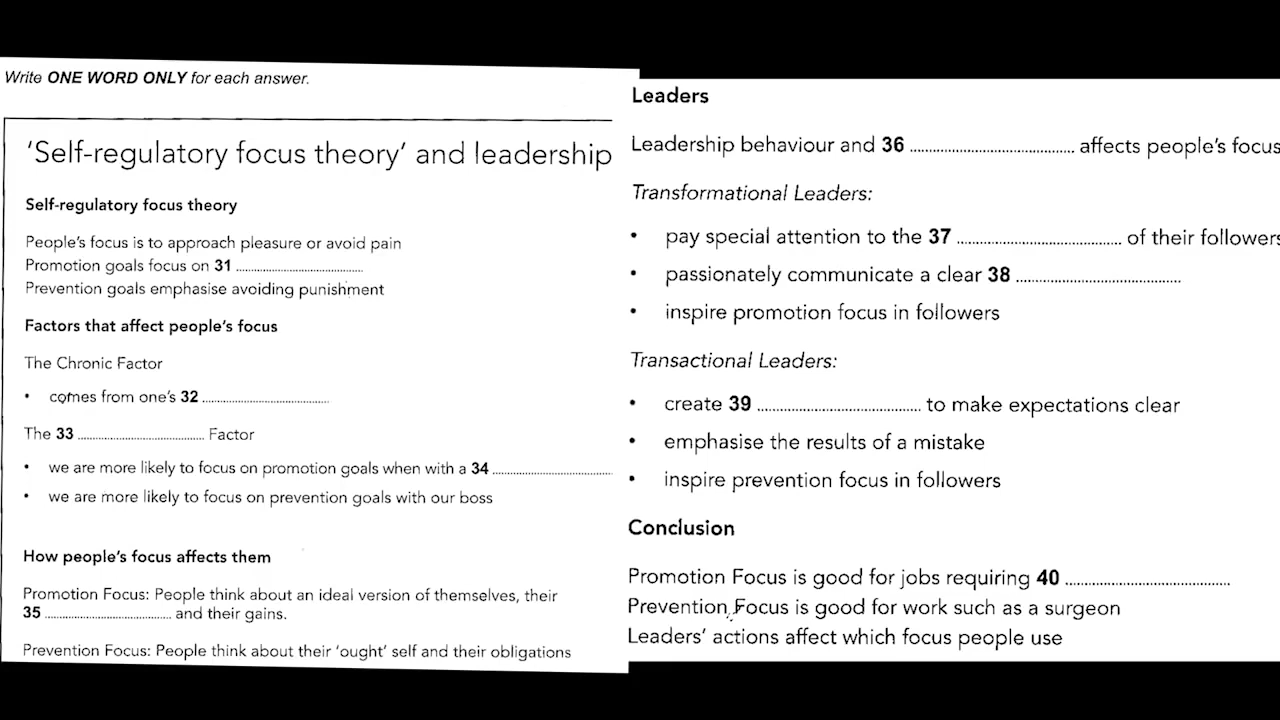 Write ONE WORD ONLY for each answer.
'Self-regulatory focus theory' and leadership
Self-regulatory focus theory
People's focus is to approach pleasure or avoid pain
Promotion goals focus on 31 ..............................
Prevention goals emphasise avoiding punishment
Factors that affect people's focus
The Chronic Factor
• comes from one's 32 ..............................
The 33 .............................. Factor
• we are more likely to focus on promotion goals when with a 34 ..............................
• we are more likely to focus on prevention goals with our boss
How people's focus affects them
Promotion Focus: People think about an ideal version of themselves, their
35 .............................. and their gains.
Prevention Focus: People think about their 'ought' self and their obligations
Leaders
Leadership behaviour and 36 .............................. affects people's focus
Transformational Leaders:
• pay special attention to the 37 .............................. of their followers
• passionately communicate a clear 38 ..............................
• inspire promotion focus in followers
Transactional Leaders:
• create 39 .............................. to make expectations clear
• emphasise the results of a mistake
• inspire prevention focus in followers
Conclusion
Promotion Focus is good for jobs requiring 40 ..............................
Prevention Focus is good for work such as a surgeon
Leaders' actions affect which focus people use